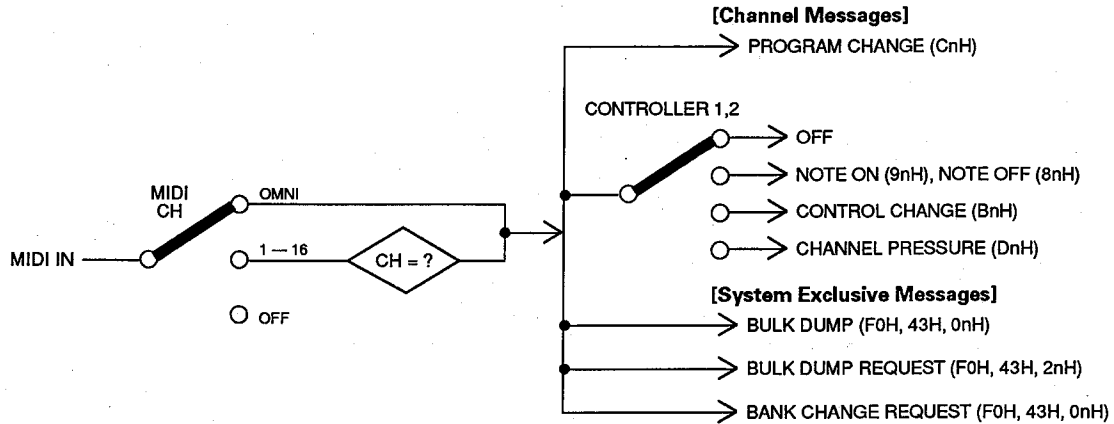 [Channel Messages]
PROGRAM CHANGE (CnH)
CONTROLLER 1,2
OFF
NOTE ON (9nH), NOTE OFF (8nH)
CONTROL CHANGE (BnH)
CHANNEL PRESSURE (DnH)
MIDI
CH
OMNI
MIDI IN
1 — 16
CH = ?
OFF
[System Exclusive Messages]
BULK DUMP (F0H, 43H, 0nH)
BULK DUMP REQUEST (F0H, 43H, 2nH)
BANK CHANGE REQUEST (F0H, 43H, 0nH)